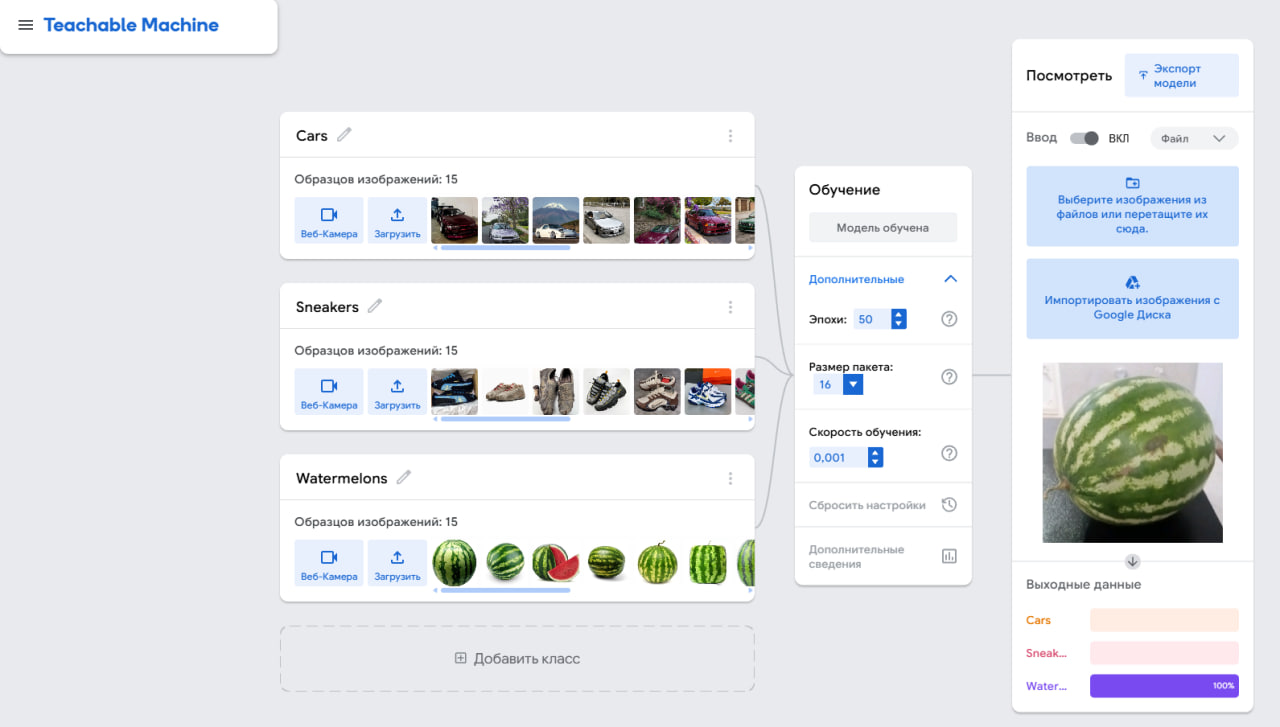 Teachable Machine
Cars
Образцов изображений: 15
Веб-Камера
Загрузить
Sneakers
Образцов изображений: 15
Веб-Камера
Загрузить
Watermelons
Образцов изображений: 15
Веб-Камера
Загрузить
Добавить класс
Обучение
Модель обучена
Дополнительные
Эпохи: 50
Размер пакета:
16
Скорость обучения:
0,001
Сбросить настройки
Дополнительные
сведения
Посмотреть
Экспорт
модели
Ввод ВКЛ Файл
Выберите изображения из
файлов или перетащите их
сюда.
Импортировать изображения с
Google Диска
Выходные данные
Cars
Sneak...
Water...
100%